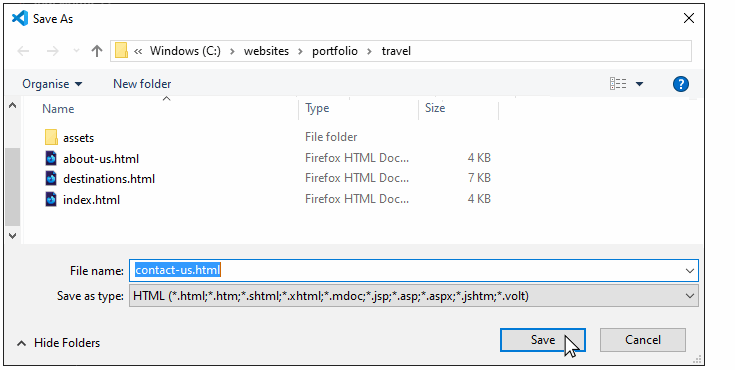 Save As
« Windows (C:) › websites › portfolio › travel
Organise New folder ?
Name Type Size
assets File folder
about-us.html Firefox HTML Doc... 4 KB
destinations.html Firefox HTML Doc... 7 KB
index.html Firefox HTML Doc... 4 KB
File name: contact-us.html
Save as type: HTML (*.html;*.htm;*.shtml;*.xhtml;*.mdoc;*.jsp;*.asp;*.aspx;*.jshtm;*.volt)
Hide Folders Save Cancel